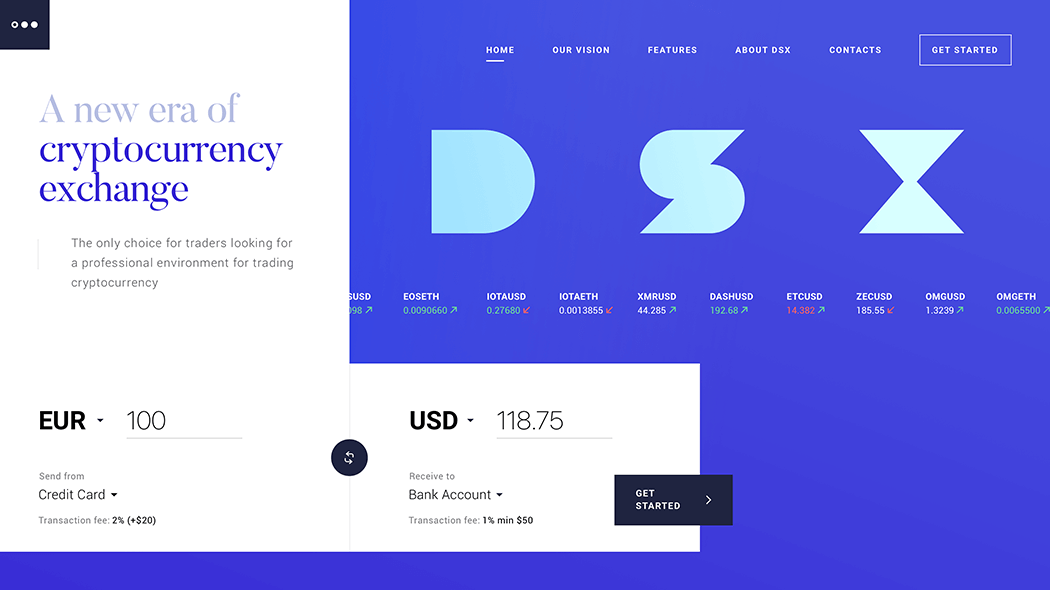 HOME OUR VISION FEATURES ABOUT DSX CONTACTS GET STARTED
A new era of
cryptocurrency
exchange
The only choice for traders looking for
a professional environment for trading
cryptocurrency
DSX
SUSD EOSETH IOTAUSD IOTAETH XMRUSD DASHUSD ETCUSD ZECUSD OMGUSD OMGETH
098 0.0090660 0.27680 0.0013855 44.285 192.68 14.382 185.55 1.3239 0.0065500
EUR 100
Send from
Credit Card
Transaction fee: 2% (+$20)
USD 118.75
Receive to
Bank Account
Transaction fee: 1% min $50
GET
STARTED